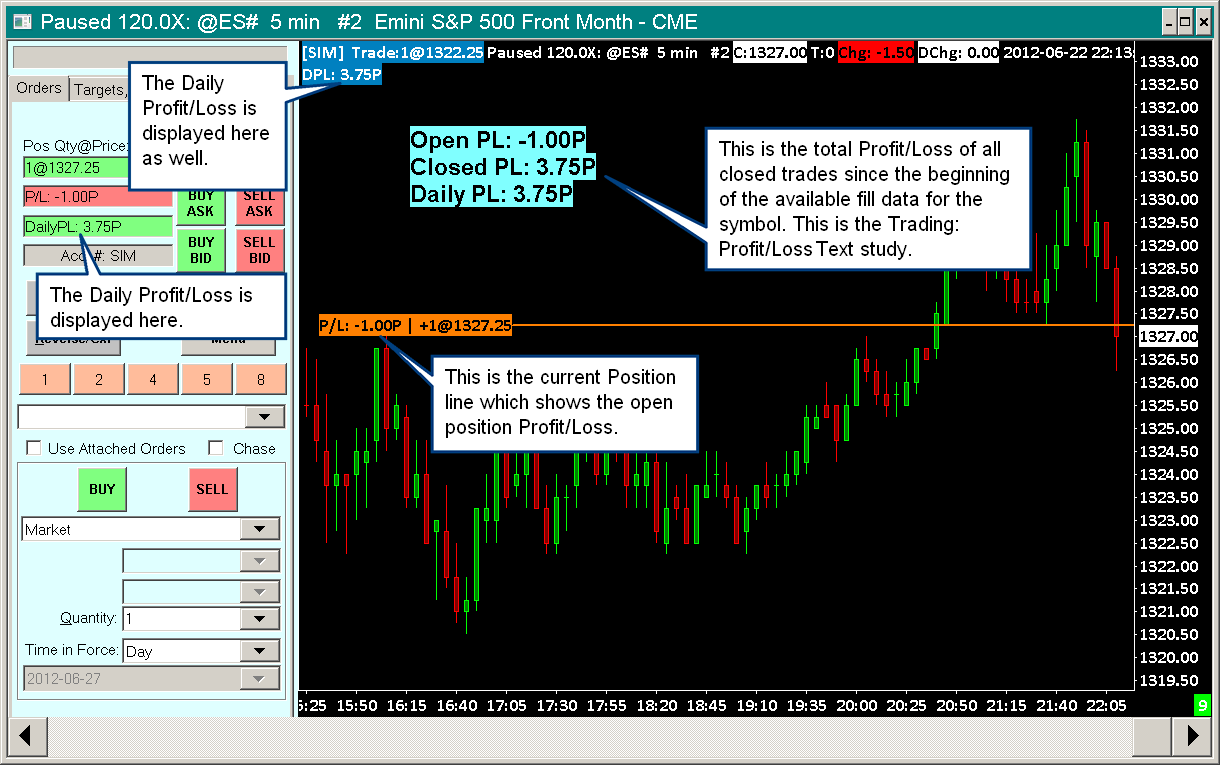 Paused 120.0X: @ES#  5 min   #2  Emini S&P 500 Front Month - CME
[SIM]  Trade:1@1322.25 Paused 120.0X: @ES#  5 min   #2 C:1327.00 T:0 Chg: -1.50 DChg: 0.00 2012-06-22 22:13:
DPL: 3.75P
Orders
Targets,
The Daily
Profit/Loss is
displayed here
as well.
Pos Qty@Price:
1@1327.25
P/L: -1.00P
DailyPL: 3.75P
Acct#: SIM
BUY
ASK
SELL
ASK
BUY
BID
SELL
BID
The Daily Profit/Loss is
displayed here.
Reverse/Cxl
Menu
1
2
4
5
8
Use Attached Orders
Chase
BUY
SELL
Market
Quantity:
1
Time in Force:
Day
2012-06-27
Open PL: -1.00P
Closed PL: 3.75P
Daily PL: 3.75P
This is the total Profit/Loss of all
closed trades since the beginning
of the available fill data for the
symbol. This is the Trading:
Profit/Loss Text study.
P/L: -1.00P | +1@1327.25
This is the current Position
line which shows the open
position Profit/Loss.
1333.00
1332.50
1332.00
1331.50
1331.00
1330.50
1330.00
1329.50
1329.00
1328.50
1328.00
1327.50
1327.00
1326.50
1326.00
1325.50
1325.00
1324.50
1324.00
1323.50
1323.00
1322.50
1322.00
1321.50
1321.00
1320.50
1320.00
1319.50
5:25 15:50 16:15 16:40 17:05 17:30 17:55 18:20 18:45 19:10 19:35 20:00 20:25 20:50 21:15 21:40 22:05
9